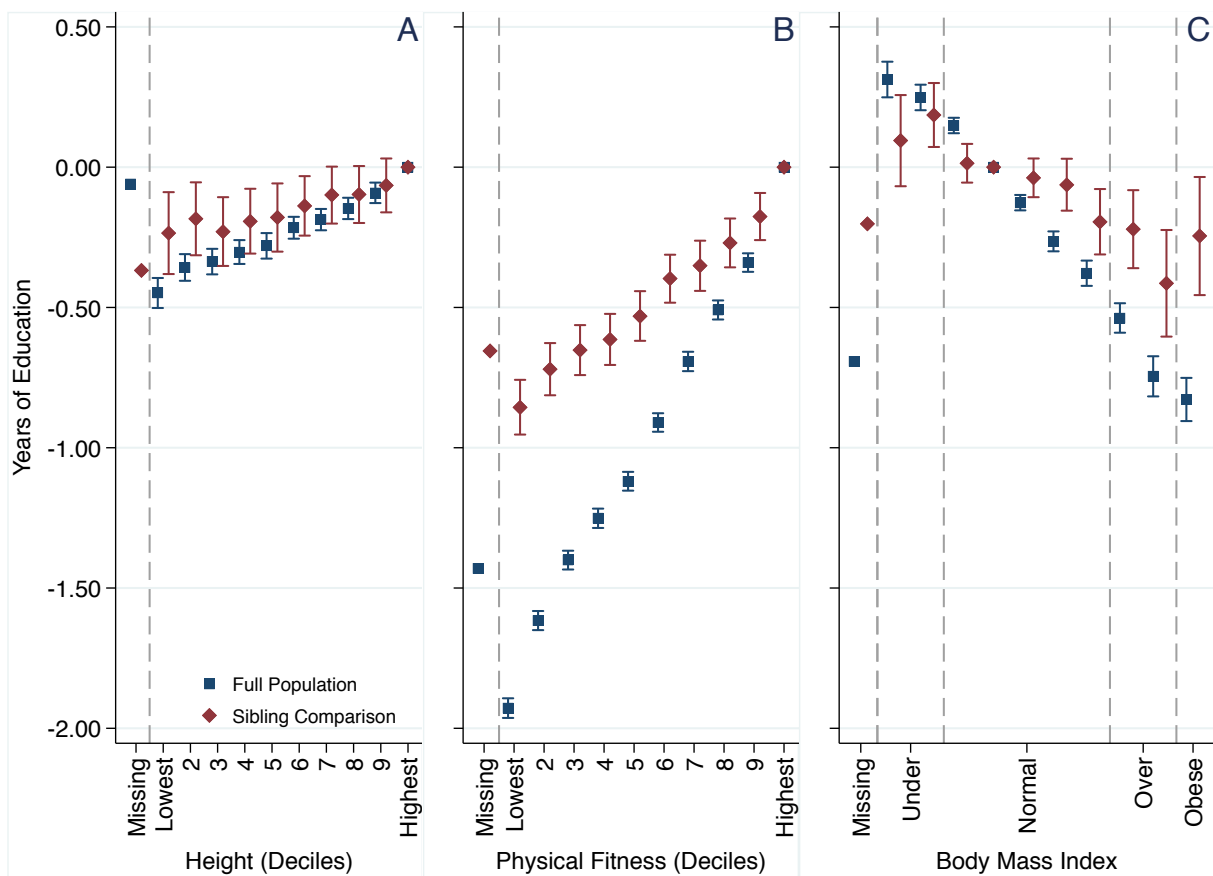 A
B
C
0.50
0.00
-0.50
-1.00
-1.50
-2.00
Years of Education
Full Population
Sibling Comparison
Missing
Lowest
2
3
4
5
6
7
8
9
Highest
Height (Deciles)
Missing
Lowest
2
3
4
5
6
7
8
9
Highest
Physical Fitness (Deciles)
Missing
Under
Normal
Over
Obese
Body Mass Index